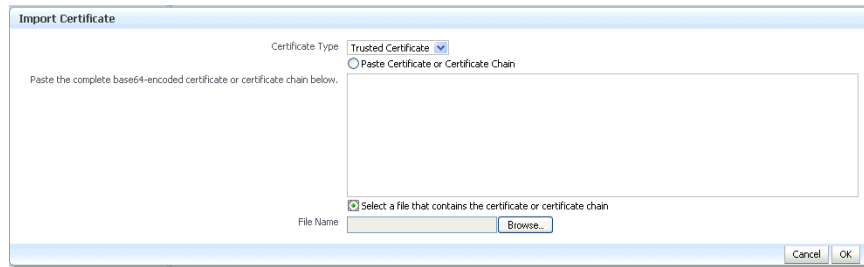 Import Certificate
Certificate Type Trusted Certificate
Paste Certificate or Certificate Chain
Paste the complete base64-encoded certificate or certificate chain below.
Select a file that contains the certificate or certificate chain
File Name Browse...
Cancel OK